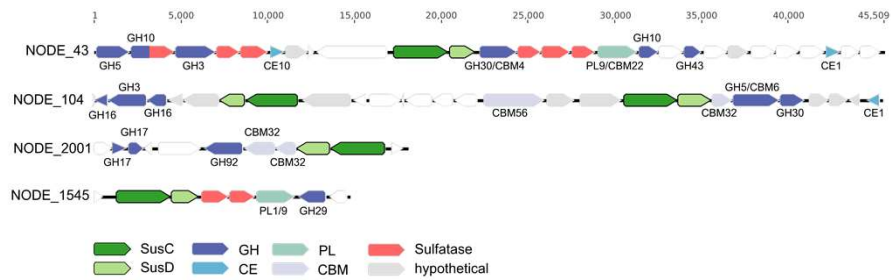 1 5,000 10,000 15,000 20,000 25,000 30,000 35,000 40,000 45,509
GH10 GH10
NODE_43
GH5 GH3 CE10 GH30/CBM4 PL9/CBM22 GH43 CE1
GH3 GH5/CBM6
NODE_104
GH16 GH16 CBM56 CBM32 GH30 CE1
GH17 CBM32
NODE_2001
GH17 GH92 CBM32
NODE_1545
PL1/9 GH29
SusC GH PL Sulfatase
SusD CE CBM hypothetical